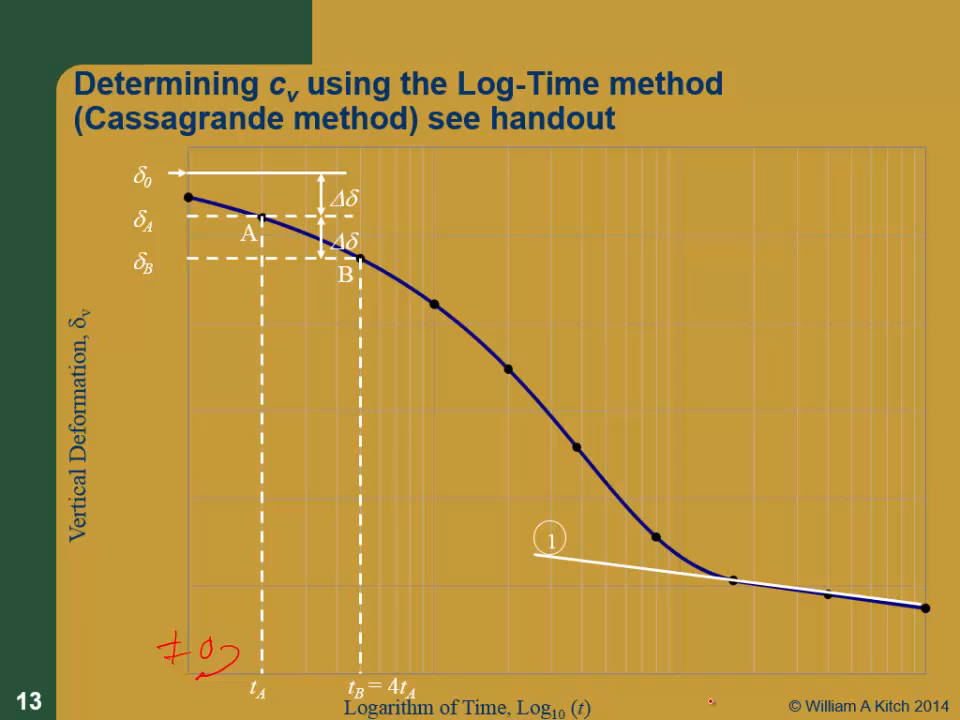 Determining cv using the Log-Time method
(Cassagrande method) see handout
δ0
Δδ
δA
A
Δδ
δB
B
Vertical Deformation, δv
1
≠ 0
tA
tB = 4tA
Logarithm of Time, Log10 (t)
13
© William A Kitch 2014